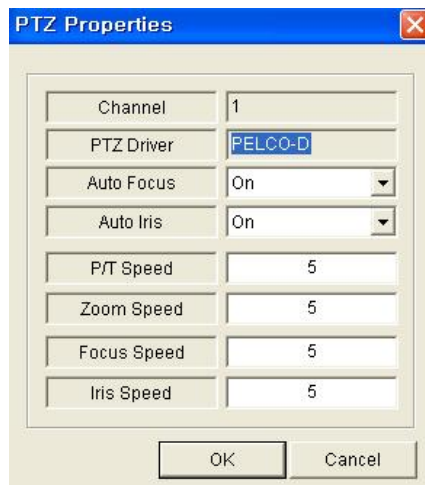 PTZ Properties
Channel 1
PTZ Driver PELCO-D
Auto Focus On
Auto Iris On
P/T Speed 5
Zoom Speed 5
Focus Speed 5
Iris Speed 5
OK Cancel